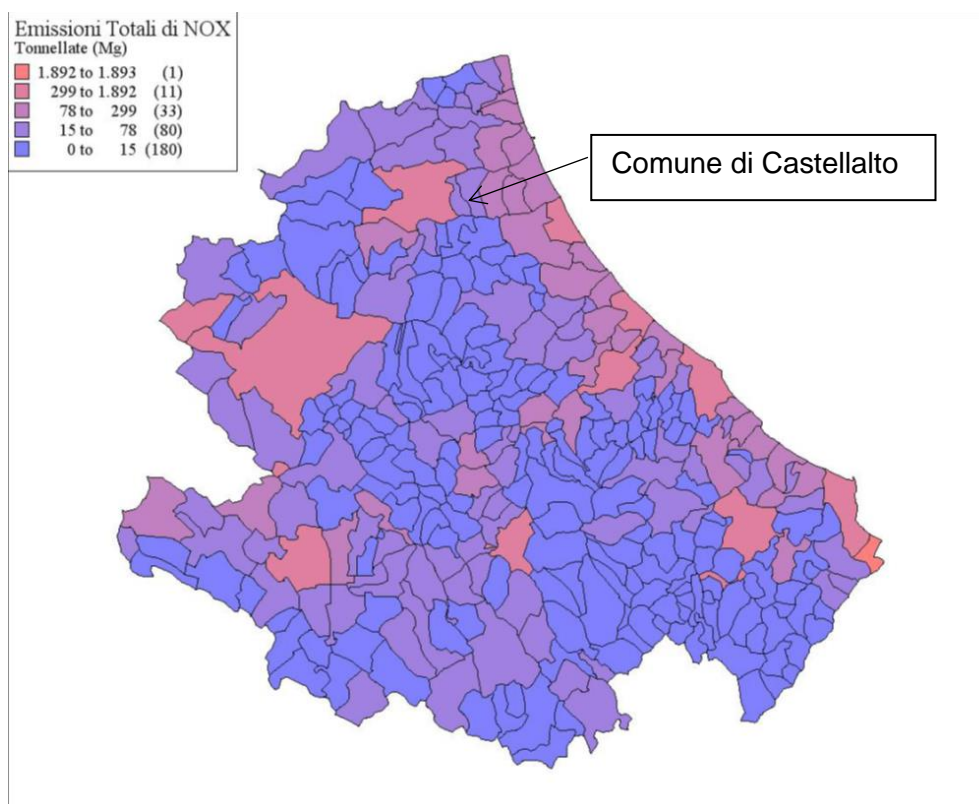 Emissioni Totali di NOX
Tonnellate (Mg)
1.892 to 1.893 (1)
299 to 1.892 (11)
78 to 299 (33)
15 to 78 (80)
0 to 15 (180)
Comune di Castellalto